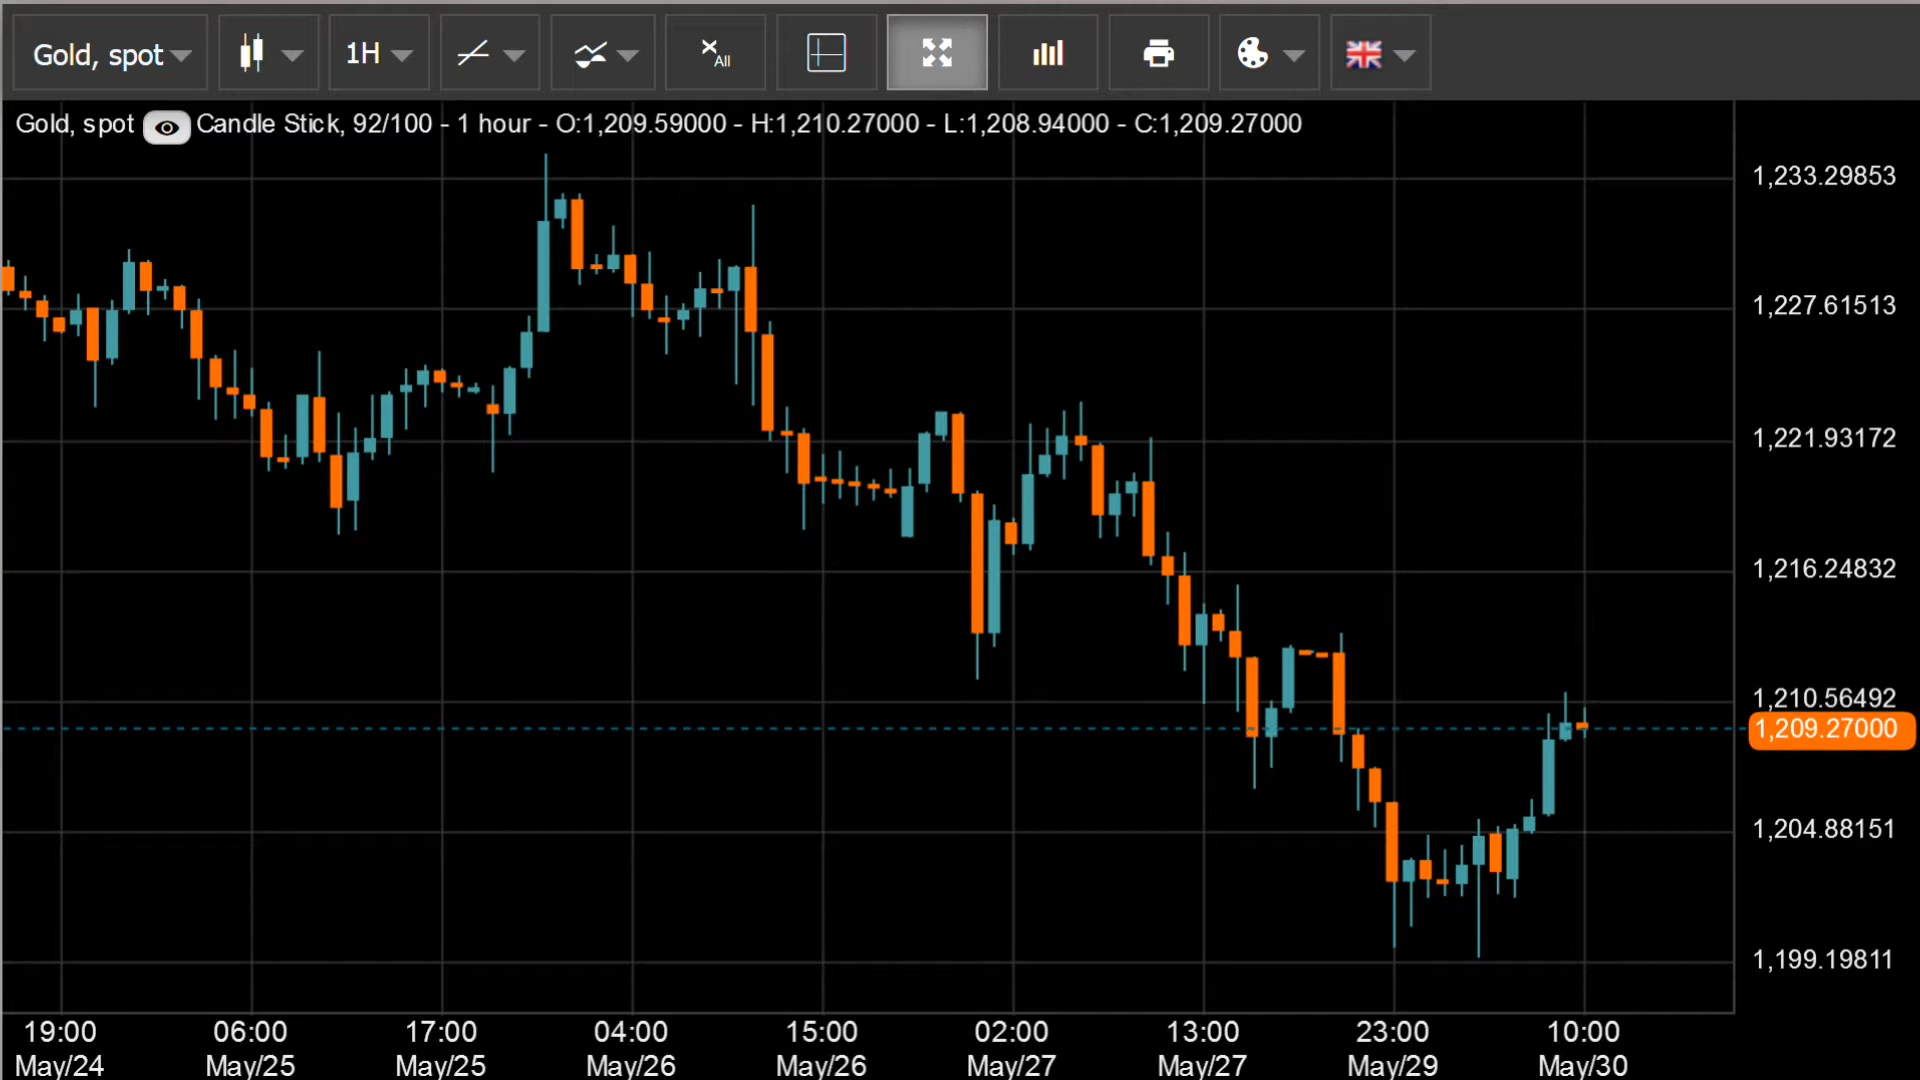 Gold, spot
1H
x All
Gold, spot Candle Stick, 92/100 - 1 hour - O:1,209.59000 - H:1,210.27000 - L:1,208.94000 - C:1,209.27000
1,233.29853
1,227.61513
1,221.93172
1,216.24832
1,210.56492
1,209.27000
1,204.88151
1,199.19811
19:00 06:00 17:00 04:00 15:00 02:00 13:00 23:00 10:00
May/24 May/25 May/25 May/26 May/26 May/27 May/27 May/29 May/30